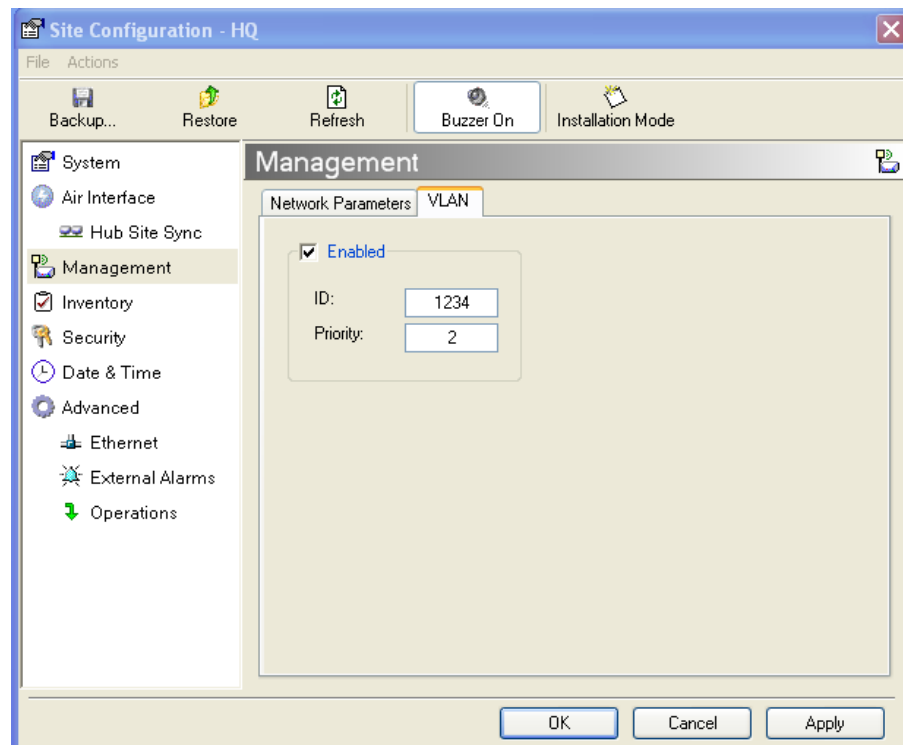 Site Configuration - HQ
File Actions
Backup... Restore Refresh Buzzer On Installation Mode
System
Air Interface
Hub Site Sync
Management
Inventory
Security
Date & Time
Advanced
Ethernet
External Alarms
Operations
Management
Network Parameters VLAN
Enabled
ID: 1234
Priority: 2
OK Cancel Apply